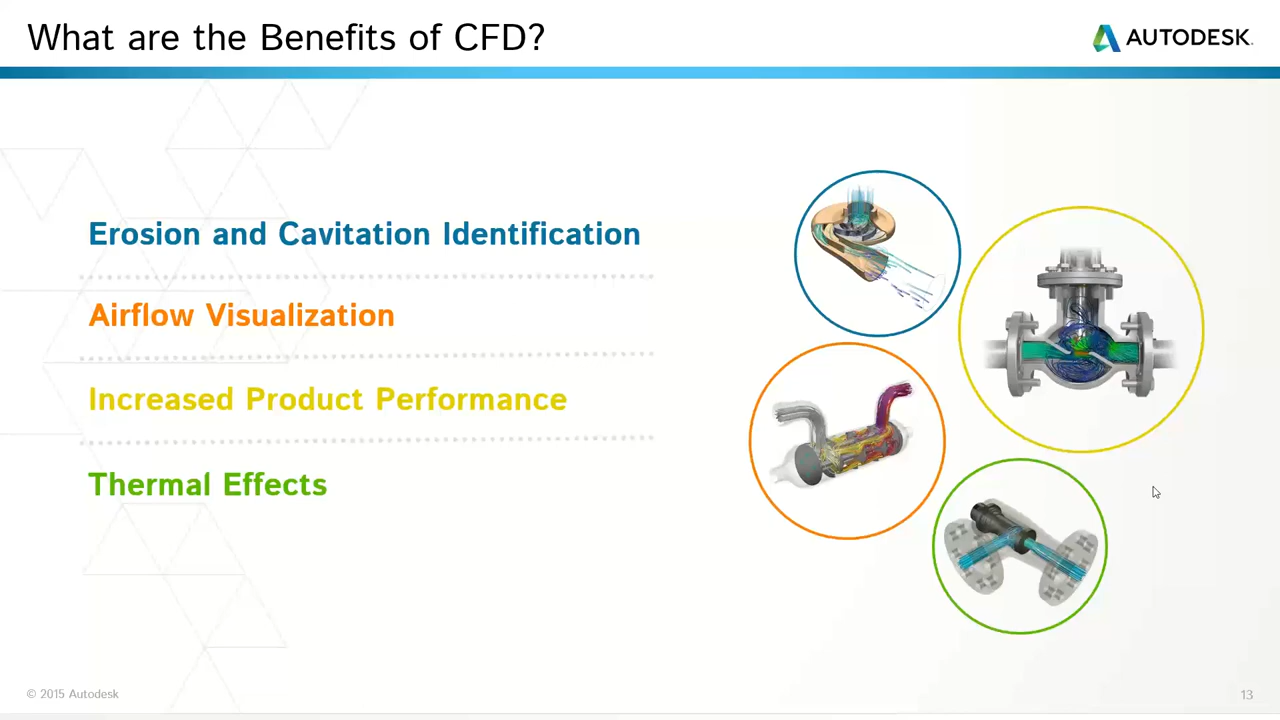 What are the Benefits of CFD?
AUTODESK.
Erosion and Cavitation Identification
Airflow Visualization
Increased Product Performance
Thermal Effects
© 2015 Autodesk
13